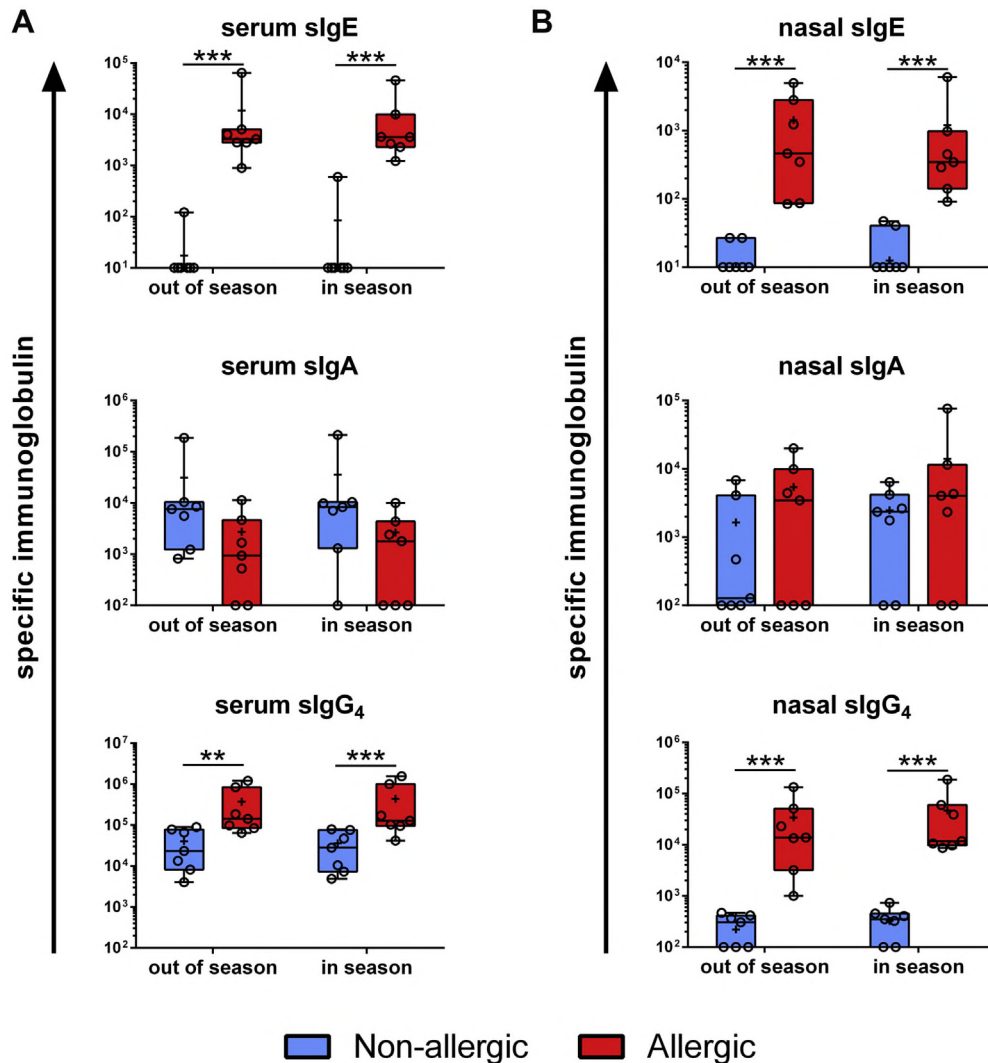 A
B
serum sIgE
nasal sIgE
***
***
***
***
10⁵
10⁴
10³
10²
10¹
10⁴
10³
10²
10¹
out of season
in season
out of season
in season
specific immunoglobulin
specific immunoglobulin
serum sIgA
nasal sIgA
10⁶
10⁵
10⁴
10³
10²
10⁵
10⁴
10³
10²
out of season
in season
out of season
in season
serum sIgG₄
nasal sIgG₄
**
***
***
***
10⁷
10⁶
10⁵
10⁴
10³
10²
10⁶
10⁵
10⁴
10³
10²
out of season
in season
out of season
in season
Non-allergic
Allergic